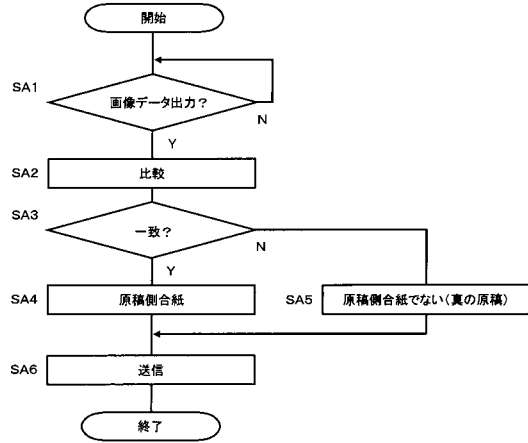 開始
SA1
画像データ出力?
N
Y
SA2
比較
SA3
一致?
N
Y
SA4
原稿側合紙
SA5
原稿側合紙でない(真の原稿)
SA6
送信
終了